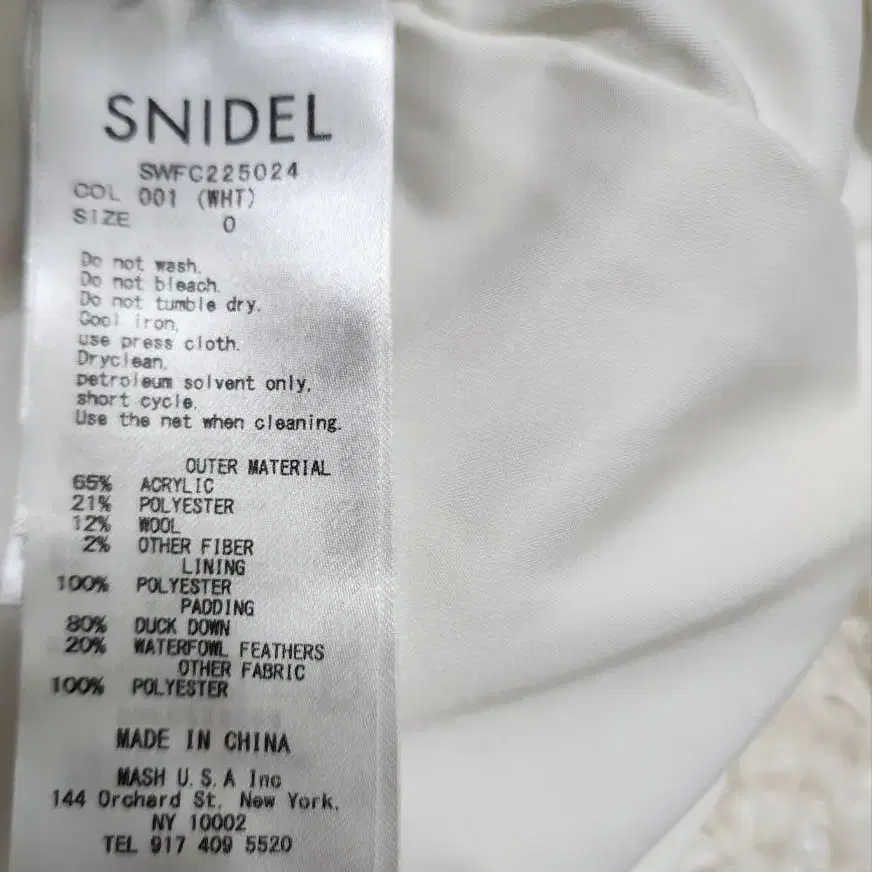 SNIDEL
SWFC225024
COL 001 (WHT)
SIZE 0
Do not wash.
Do not bleach.
Do not tumble dry.
Cool iron,
use press cloth.
Dryclean,
petroleum solvent only,
short cycle.
Use the net when cleaning.
OUTER MATERIAL
65% ACRYLIC
21% POLYESTER
12% WOOL
2% OTHER FIBER
LINING
100% POLYESTER
PADDING
80% DUCK DOWN
20% WATERFOWL FEATHERS
OTHER FABRIC
100% POLYESTER
MADE IN CHINA
MASH U.S.A Inc
144 Orchard St. New York,
NY 10002
TEL 917 409 5520